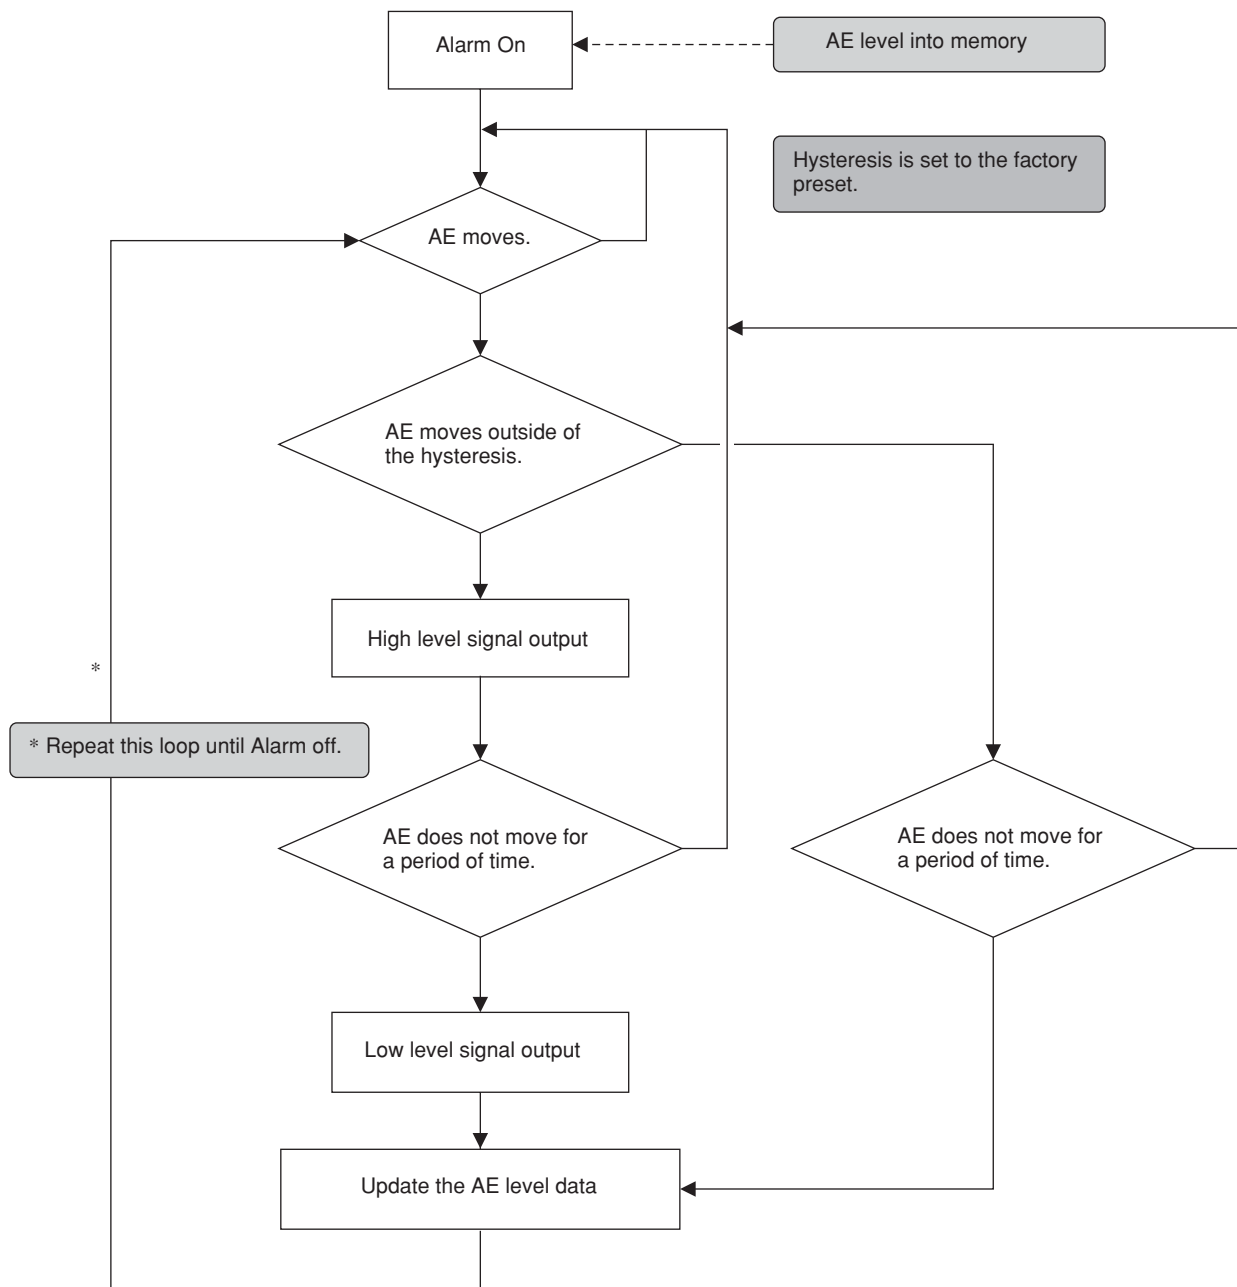 Alarm On
AE level into memory
Hysteresis is set to the factory
preset.
AE moves.
AE moves outside of
the hysteresis.
High level signal output
*
* Repeat this loop until Alarm off.
AE does not move for
a period of time.
AE does not move for
a period of time.
Low level signal output
Update the AE level data